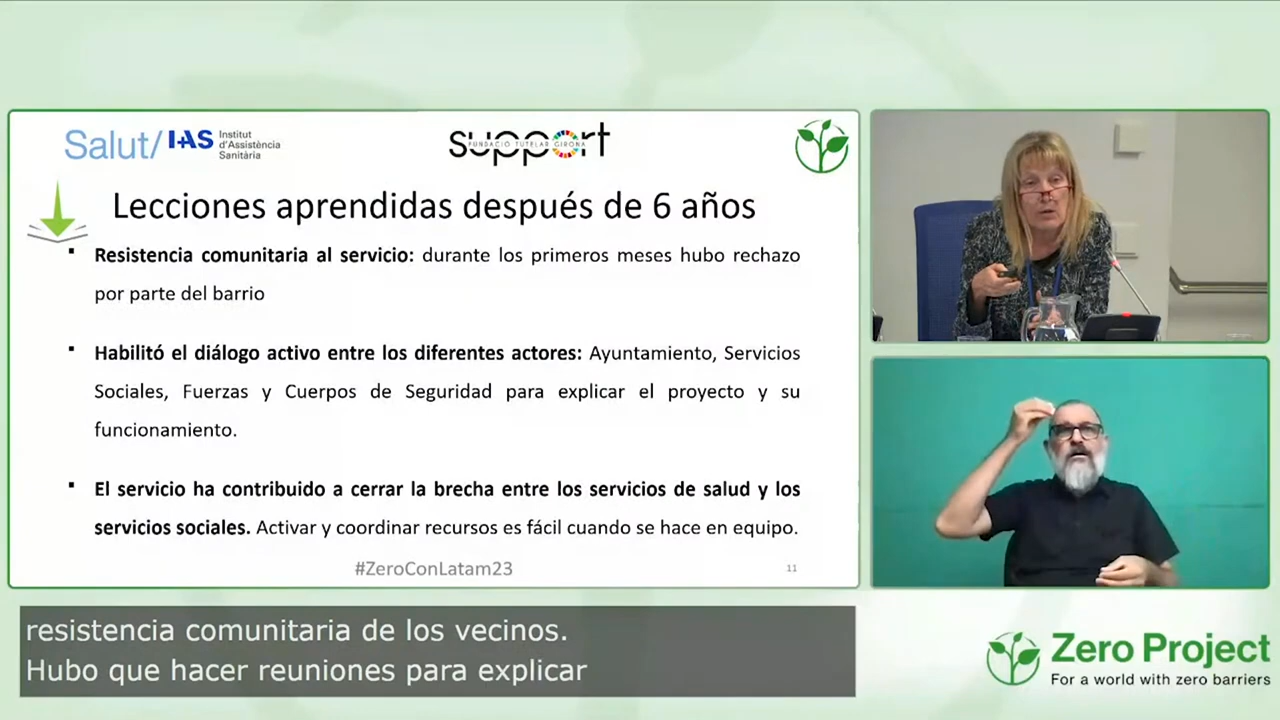 Salut/ IAS Institut d'Assistència Sanitària
support
FUNDACIÓ TUTELAR GIRONA
Lecciones aprendidas después de 6 años
▪ Resistencia comunitaria al servicio: durante los primeros meses hubo rechazo
por parte del barrio
▪ Habilitó el diálogo activo entre los diferentes actores: Ayuntamiento, Servicios
Sociales, Fuerzas y Cuerpos de Seguridad para explicar el proyecto y su
funcionamiento.
▪ El servicio ha contribuido a cerrar la brecha entre los servicios de salud y los
servicios sociales. Activar y coordinar recursos es fácil cuando se hace en equipo.
#ZeroConLatam23
11
resistencia comunitaria de los vecinos.
Hubo que hacer reuniones para explicar
Zero Project
For a world with zero barriers